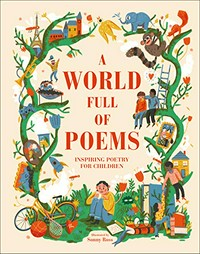 A
WORLD
FULL
OF
POEMS
INSPIRING POETRY
FOR CHILDREN
illustrated by
Sonny Ross